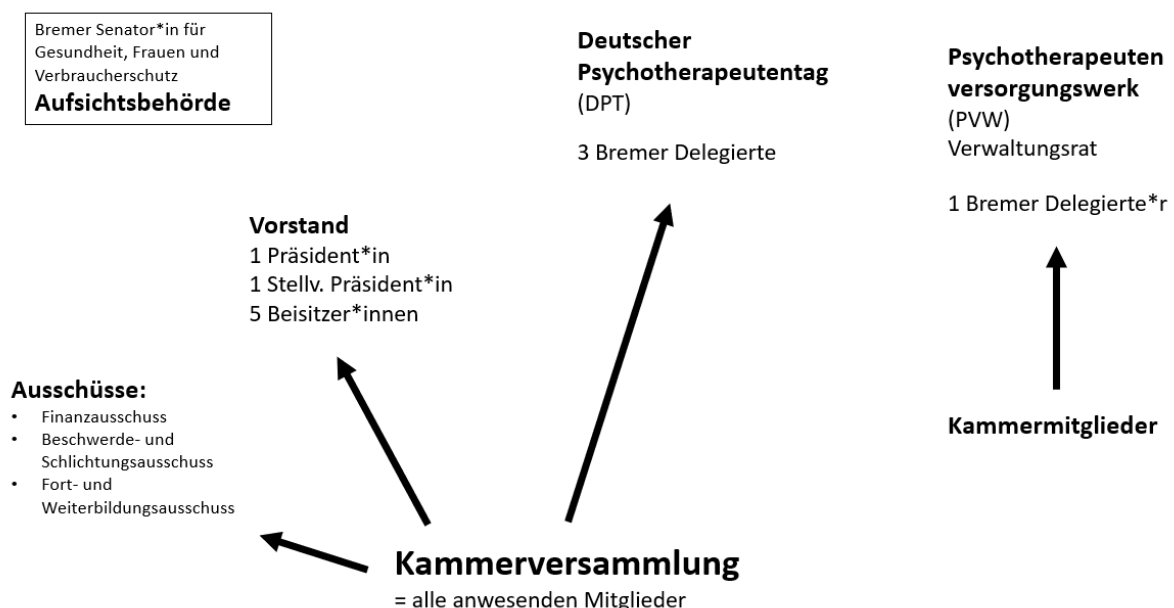 Bremer Senator*in für
Gesundheit, Frauen und
Verbraucherschutz
Aufsichtsbehörde
Deutscher
Psychotherapeutentag
(DPT)
3 Bremer Delegierte
Psychotherapeuten
versorgungswerk
(PVW)
Verwaltungsrat
1 Bremer Delegierte*r
Vorstand
1 Präsident*in
1 Stellv. Präsident*in
5 Beisitzer*innen
Ausschüsse:
• Finanzausschuss
• Beschwerde- und
Schlichtungsausschuss
• Fort- und
Weiterbildungsausschuss
Kammermitglieder
Kammerversammlung
= alle anwesenden Mitglieder